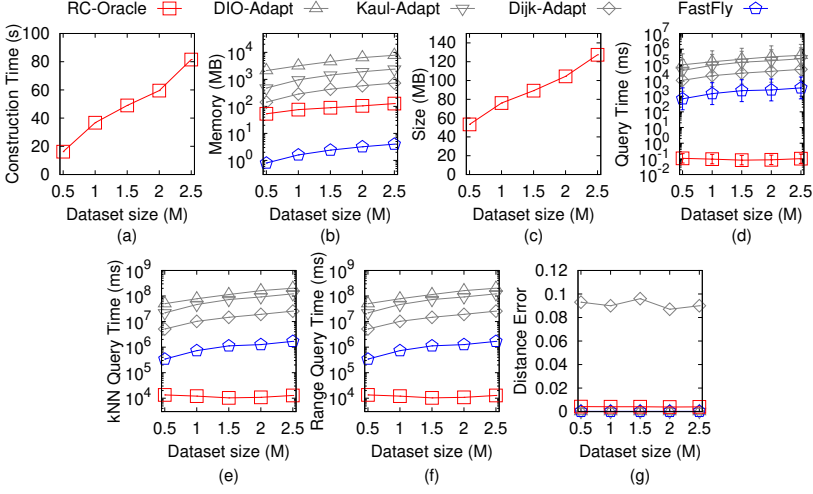 RC-Oracle DIO-Adapt Kaul-Adapt Dijk-Adapt FastFly
Construction Time (s)
100
80
60
40
20
0
0.5 1 1.5 2 2.5
Dataset size (M)
(a)
Memory (MB)
10^4
10^3
10^2
10^1
10^0
0.5 1 1.5 2 2.5
Dataset size (M)
(b)
Size (MB)
160
140
120
100
80
60
40
20
0
0.5 1 1.5 2 2.5
Dataset size (M)
(c)
Query Time (ms)
10^7
10^6
10^5
10^4
10^3
10^2
10^1
10^0
10^-1
10^-2
0.5 1 1.5 2 2.5
Dataset size (M)
(d)
kNN Query Time (ms)
10^9
10^8
10^7
10^6
10^5
10^4
0.5 1 1.5 2 2.5
Dataset size (M)
(e)
Range Query Time (ms)
10^9
10^8
10^7
10^6
10^5
10^4
0.5 1 1.5 2 2.5
Dataset size (M)
(f)
Distance Error
0.12
0.1
0.08
0.06
0.04
0.02
0
0.5 1 1.5 2 2.5
Dataset size (M)
(g)